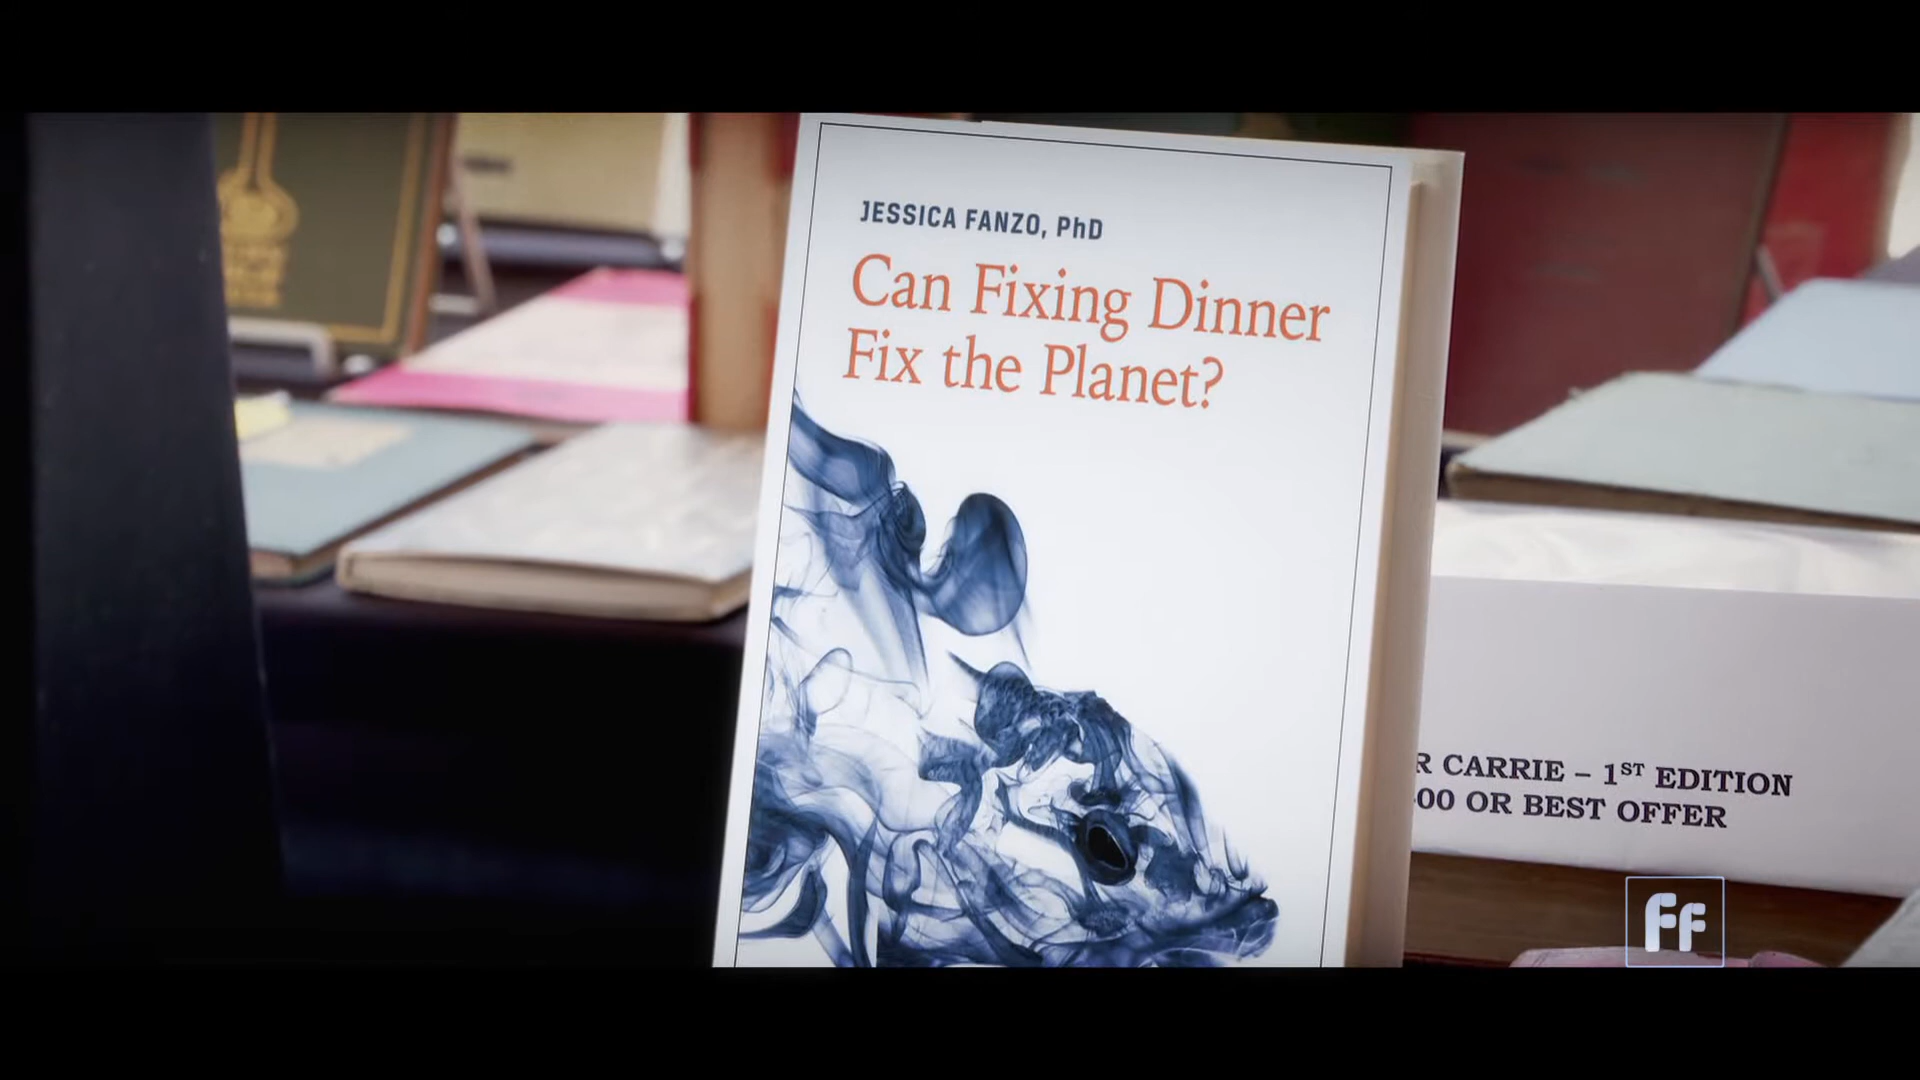 JESSICA FANZO, PhD
Can Fixing Dinner
Fix the Planet?
R CARRIE – 1ST EDITION
00 OR BEST OFFER
FF